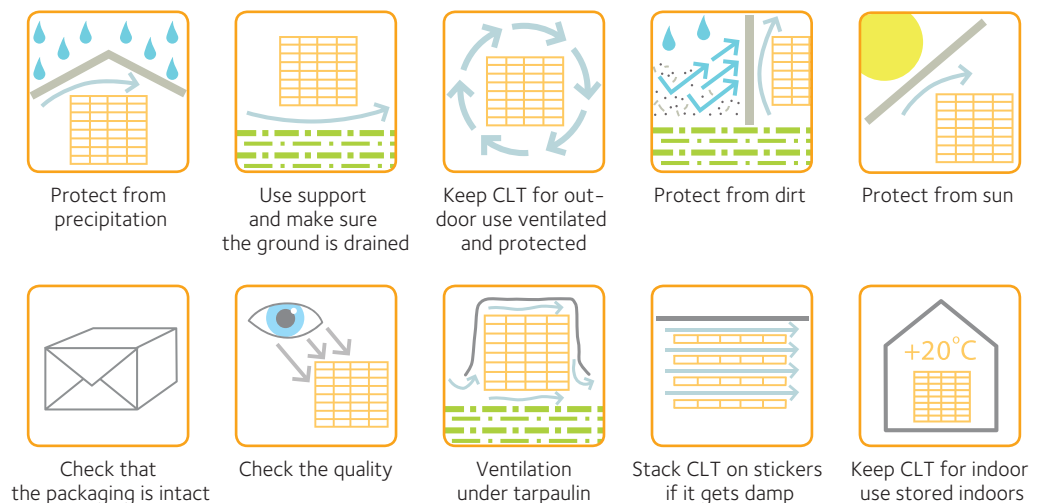 Protect from
precipitation
Use support
and make sure
the ground is drained
Keep CLT for out-
door use ventilated
and protected
Protect from dirt
Protect from sun
+20°C
Check that
the packaging is intact
Check the quality
Ventilation
under tarpaulin
Stack CLT on stickers
if it gets damp
Keep CLT for indoor
use stored indoors